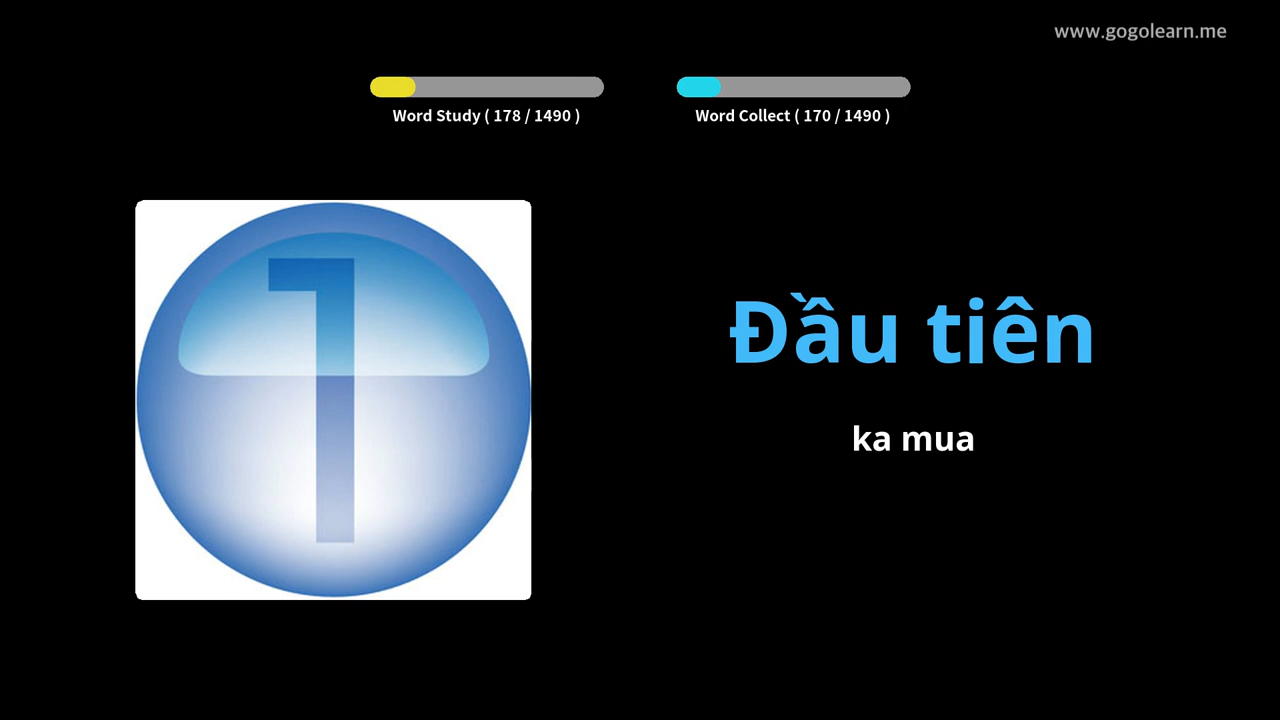 www.gogolearn.me
Word Study ( 178 / 1490 )
Word Collect ( 170 / 1490 )
1
Đầu tiên
ka mua